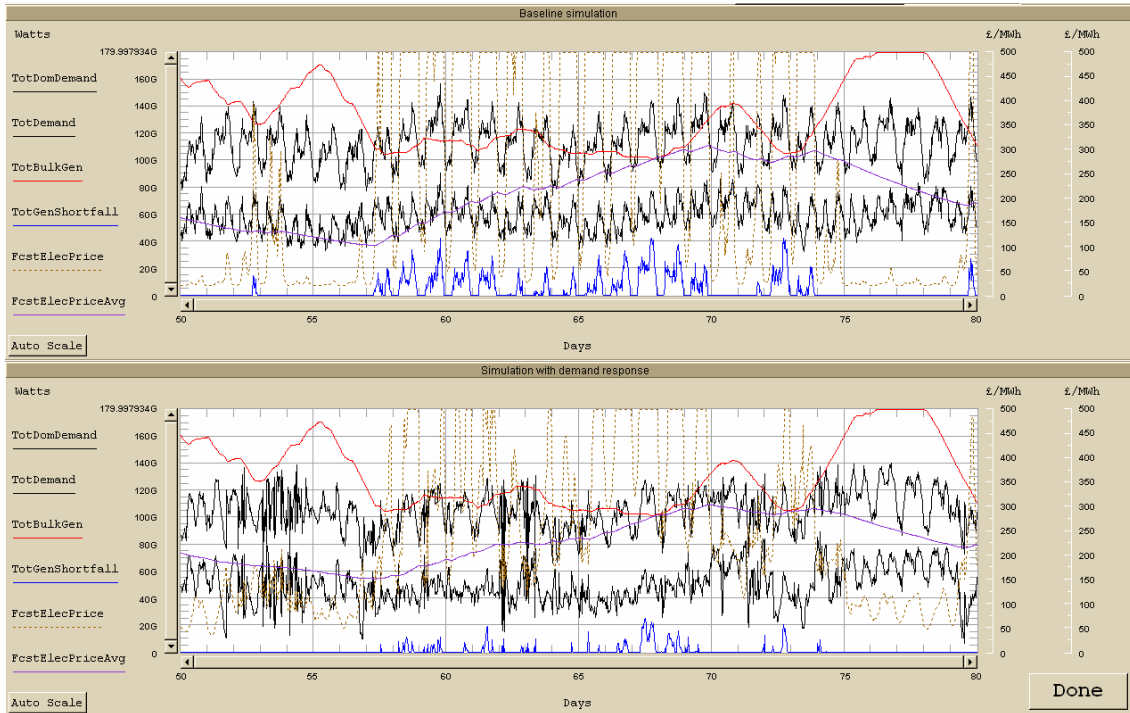 Baseline simulation
Watts
£/MWh £/MWh
179.997934G
160G
140G
120G
100G
80G
60G
40G
20G
0
TotDomDemand
TotDemand
TotBulkGen
TotGenShortfall
FcstElecPrice
FcstElecPriceAvg
500 500
450 450
400 400
350 350
300 300
250 250
200 200
150 150
100 100
50 50
0 0
50 55 60 65 70 75 80
Auto Scale
Days
Simulation with demand response
Watts
£/MWh £/MWh
179.997934G
160G
140G
120G
100G
80G
60G
40G
20G
0
TotDomDemand
TotDemand
TotBulkGen
TotGenShortfall
FcstElecPrice
FcstElecPriceAvg
500 500
450 450
400 400
350 350
300 300
250 250
200 200
150 150
100 100
50 50
0 0
50 55 60 65 70 75 80
Auto Scale
Days
Done